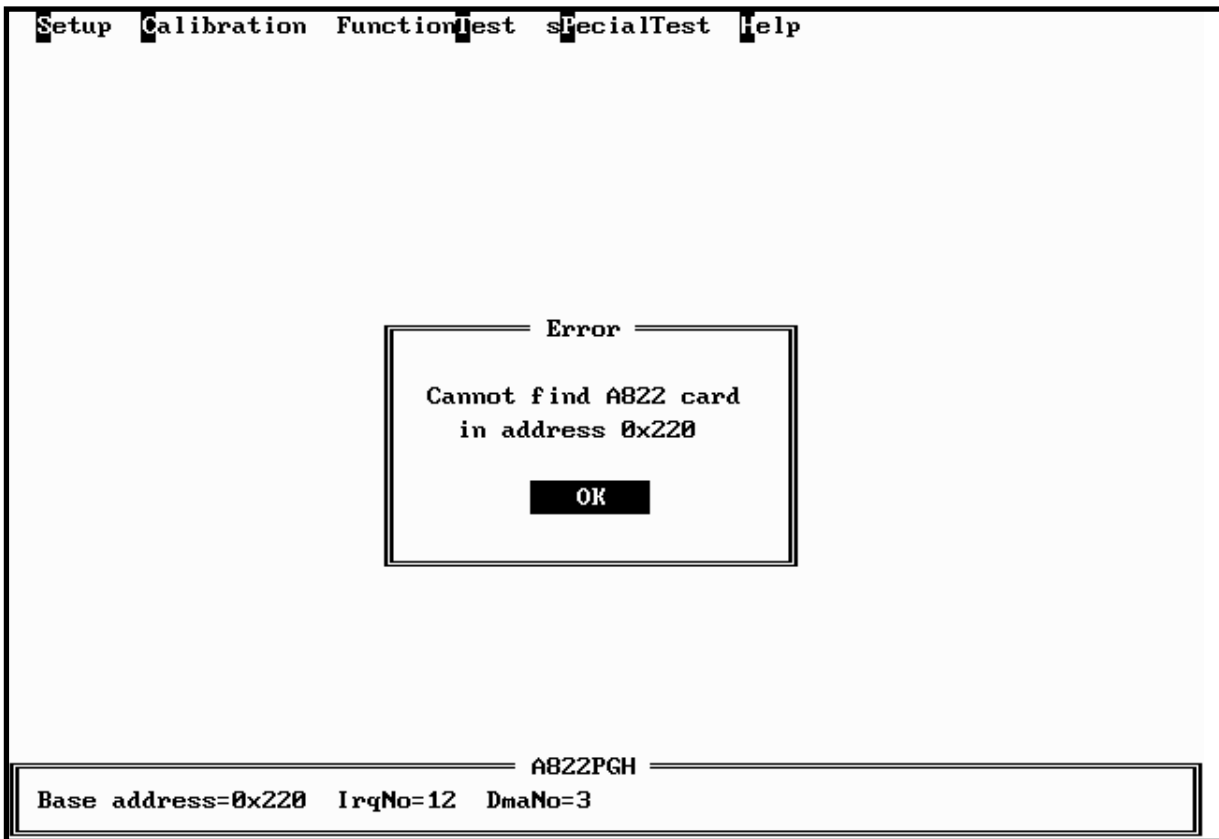 Setup Calibration FunctionTest sPecialTest Help
Error
Cannot find A822 card
in address 0x220
OK
A822PGH
Base address=0x220 IrqNo=12 DmaNo=3